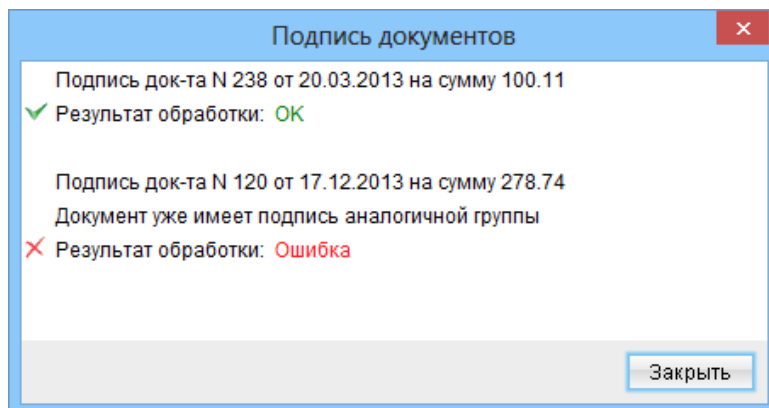 Подпись документов
Подпись док-та N 238 от 20.03.2013 на сумму 100.11
Результат обработки: OK
Подпись док-та N 120 от 17.12.2013 на сумму 278.74
Документ уже имеет подпись аналогичной группы
Результат обработки: Ошибка
Закрыть